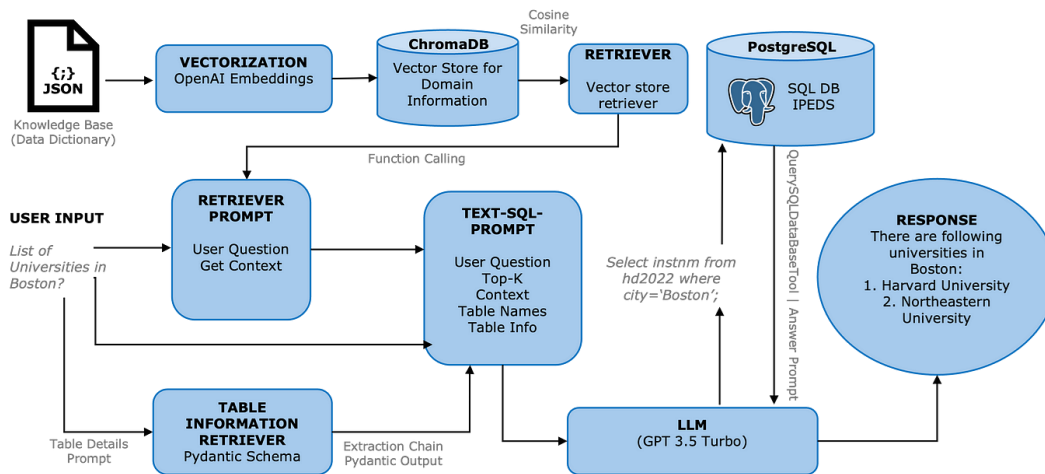 {;}
JSON
Knowledge Base
(Data Dictionary)
VECTORIZATION
OpenAI Embeddings
ChromaDB
Vector Store for
Domain
Information
Cosine
Similarity
RETRIEVER
Vector store
retriever
PostgreSQL
SQL DB
IPEDS
Function Calling
USER INPUT
List of
Universities in
Boston?
RETRIEVER
PROMPT
User Question
Get Context
TEXT-SQL-
PROMPT
User Question
Top-K
Context
Table Names
Table Info
Select instnm from
hd2022 where
city=‘Boston’;
QuerySQLDataBaseTool | Answer Prompt
RESPONSE
There are following
universities in
Boston:
1. Harvard University
2. Northeastern
University
Table Details
Prompt
TABLE
INFORMATION
RETRIEVER
Pydantic Schema
Extraction Chain
Pydantic Output
LLM
(GPT 3.5 Turbo)